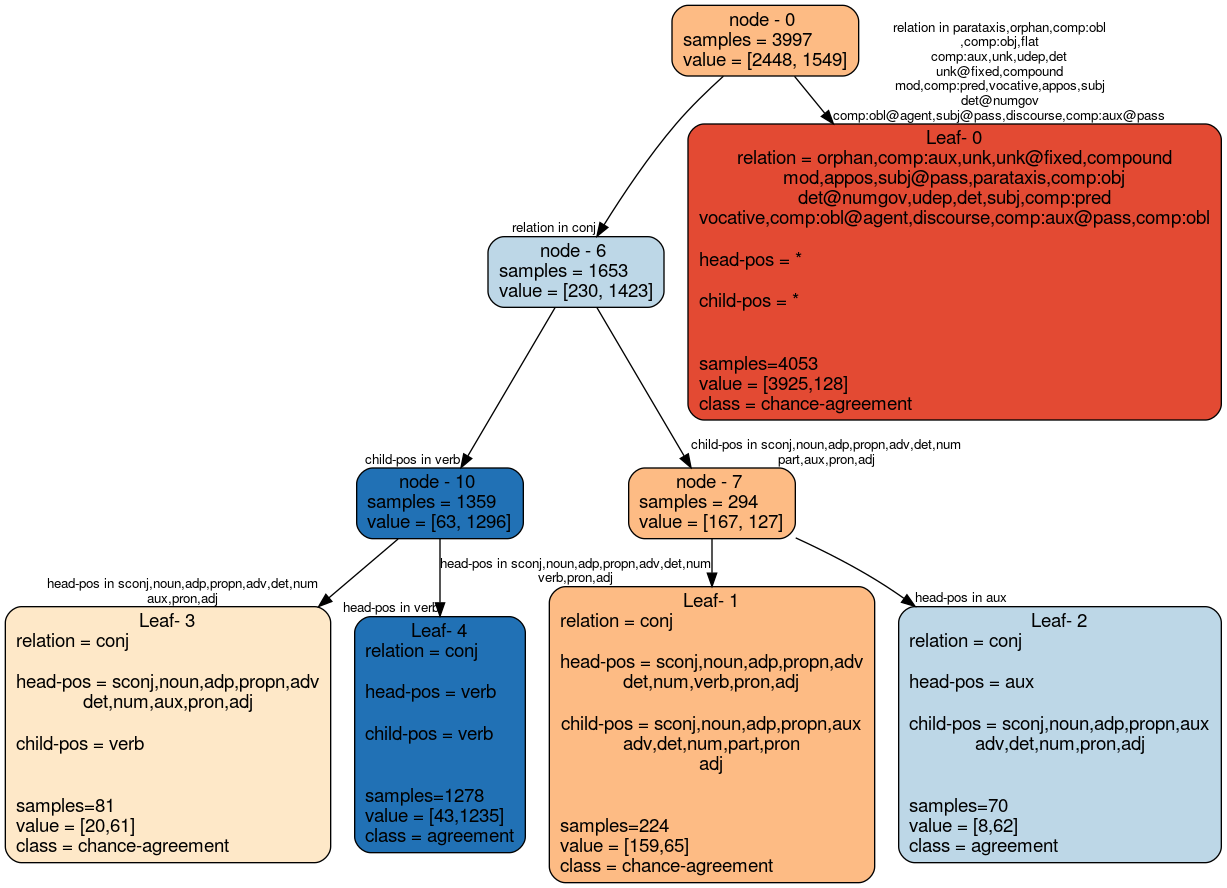 node - 0
samples = 3997
value = [2448, 1549]
relation in parataxis,orphan,comp:obl
,comp:obj,flat
comp:aux,unk,udep,det
unk@fixed,compound
mod,comp:pred,vocative,appos,subj
det@numgov
comp:obl@agent,subj@pass,discourse,comp:aux@pass
Leaf- 0
relation = orphan,comp:aux,unk,unk@fixed,compound
mod,appos,subj@pass,parataxis,comp:obj
det@numgov,udep,det,subj,comp:pred
vocative,comp:obl@agent,discourse,comp:aux@pass,comp:obl
head-pos = *
child-pos = *
samples=4053
value = [3925,128]
class = chance-agreement
relation in conj
node - 6
samples = 1653
value = [230, 1423]
child-pos in verb
node - 10
samples = 1359
value = [63, 1296]
child-pos in sconj,noun,adp,propn,adv,det,num
part,aux,pron,adj
node - 7
samples = 294
value = [167, 127]
head-pos in sconj,noun,adp,propn,adv,det,num
aux,pron,adj
Leaf- 3
relation = conj
head-pos = sconj,noun,adp,propn,adv
det,num,aux,pron,adj
child-pos = verb
samples=81
value = [20,61]
class = chance-agreement
head-pos in verb
Leaf- 4
relation = conj
head-pos = verb
child-pos = verb
samples=1278
value = [43,1235]
class = agreement
head-pos in sconj,noun,adp,propn,adv,det,num
verb,pron,adj
Leaf- 1
relation = conj
head-pos = sconj,noun,adp,propn,adv
det,num,verb,pron,adj
child-pos = sconj,noun,adp,propn,aux
adv,det,num,part,pron
adj
samples=224
value = [159,65]
class = chance-agreement
head-pos in aux
Leaf- 2
relation = conj
head-pos = aux
child-pos = sconj,noun,adp,propn,aux
adv,det,num,pron,adj
samples=70
value = [8,62]
class = agreement